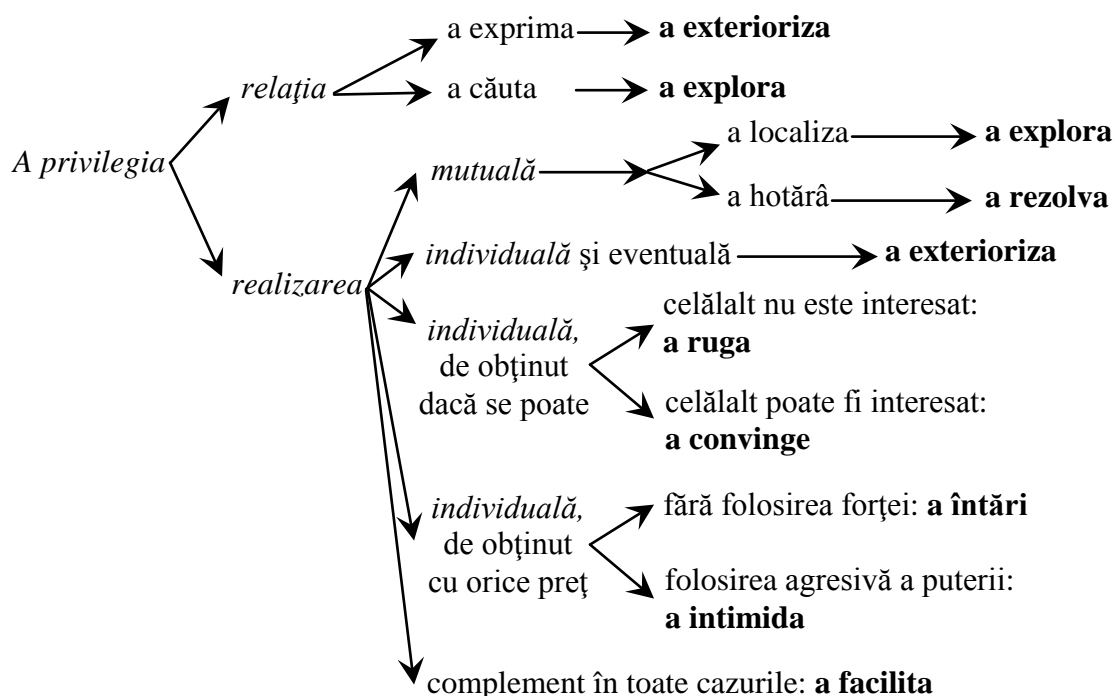 a exprima a exterioriza
relaţia
a căuta a explora
a localiza a explora
A privilegia
mutuală
a hotărâ a rezolva
individuală şi eventuală a exterioriza
realizarea
celălalt nu este interesat:
a ruga
individuală,
de obţinut
dacă se poate
celălalt poate fi interesat:
a convinge
individuală,
de obţinut
cu orice preţ
fără folosirea forţei: a întări
folosirea agresivă a puterii:
a intimida
complement în toate cazurile: a facilita